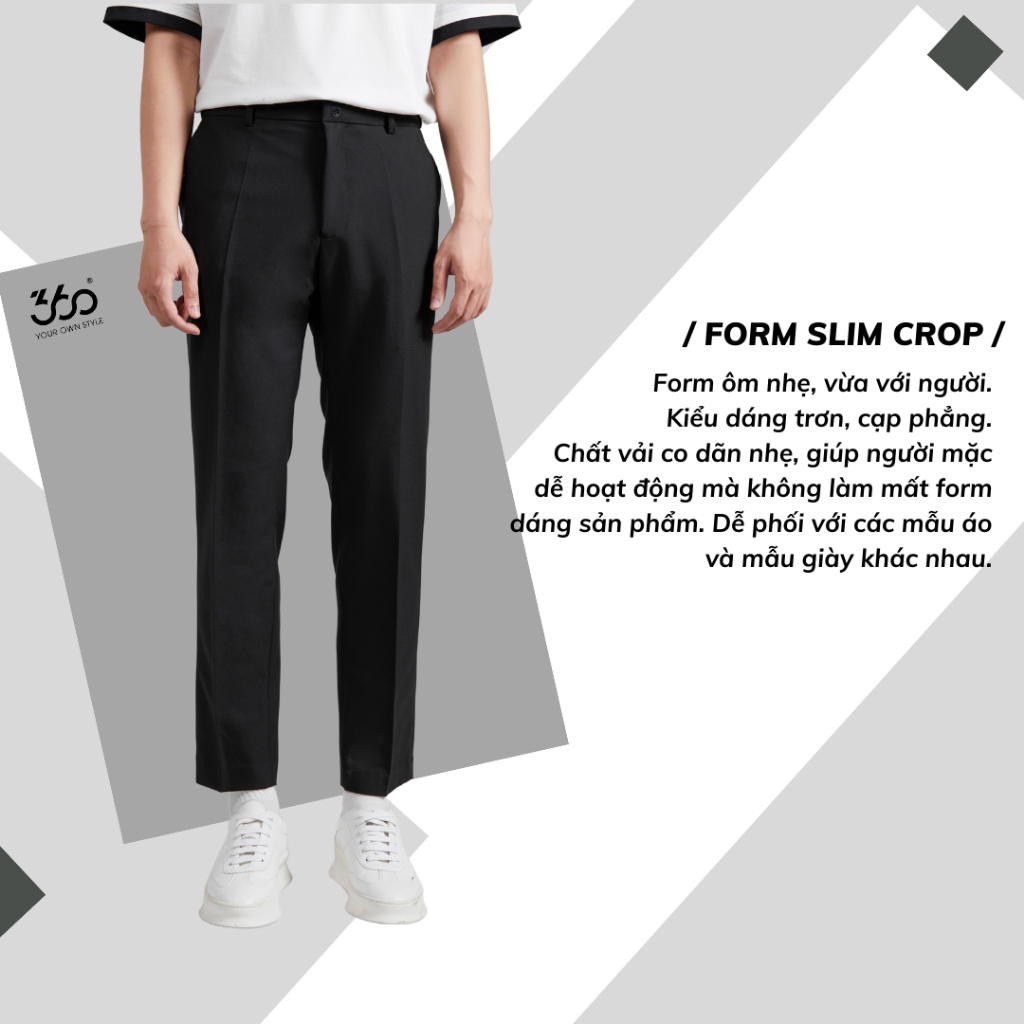 360®
YOUR OWN STYLE
/ FORM SLIM CROP /
Form ôm nhẹ, vừa với người.
Kiểu dáng trơn, cạp phẳng.
Chất vải co dãn nhẹ, giúp người mặc
dễ hoạt động mà không làm mất form
dáng sản phẩm. Dễ phối với các mẫu áo
và mẫu giày khác nhau.